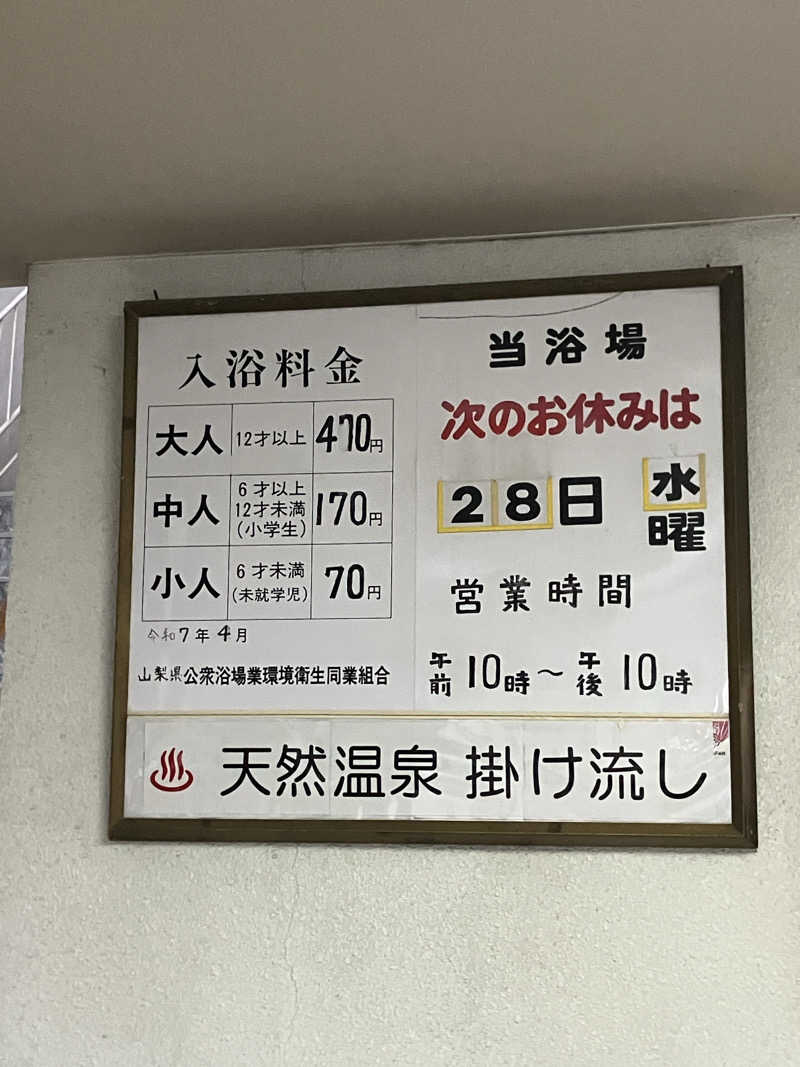 入浴料金
大人 12才以上 470円
中人 6才以上 12才未満 (小学生) 170円
小人 6才未満 (未就学児) 70円
令和7年4月
山梨県公衆浴場業環境衛生同業組合
当浴場
次のお休みは
28日 水曜
営業時間
午前10時～午後10時
♨ 天然温泉 掛け流し